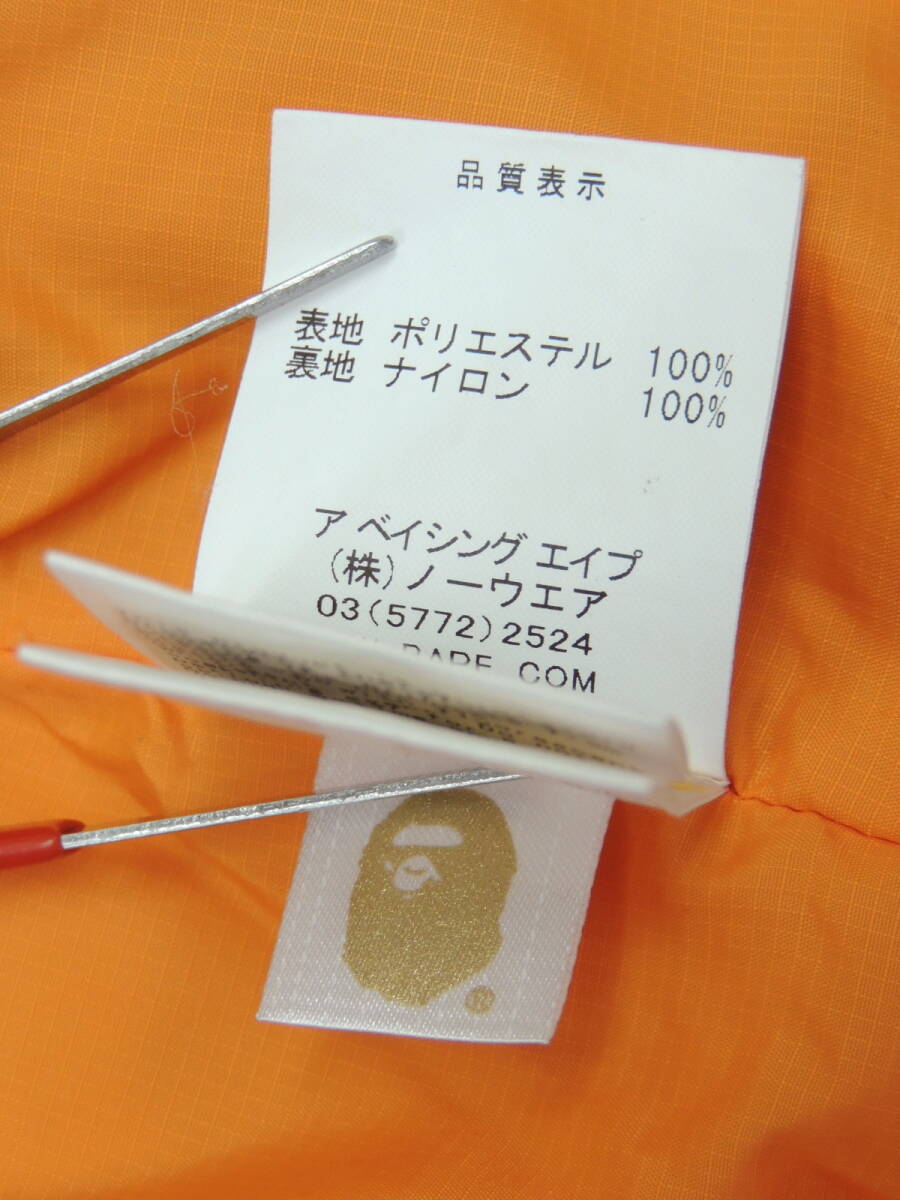 品質表示
表地 ポリエステル 100%
裏地 ナイロン 100%
ア ベイシング エイプ
(株)ノーウエア
03(5772)2524
BAPE.COM
®